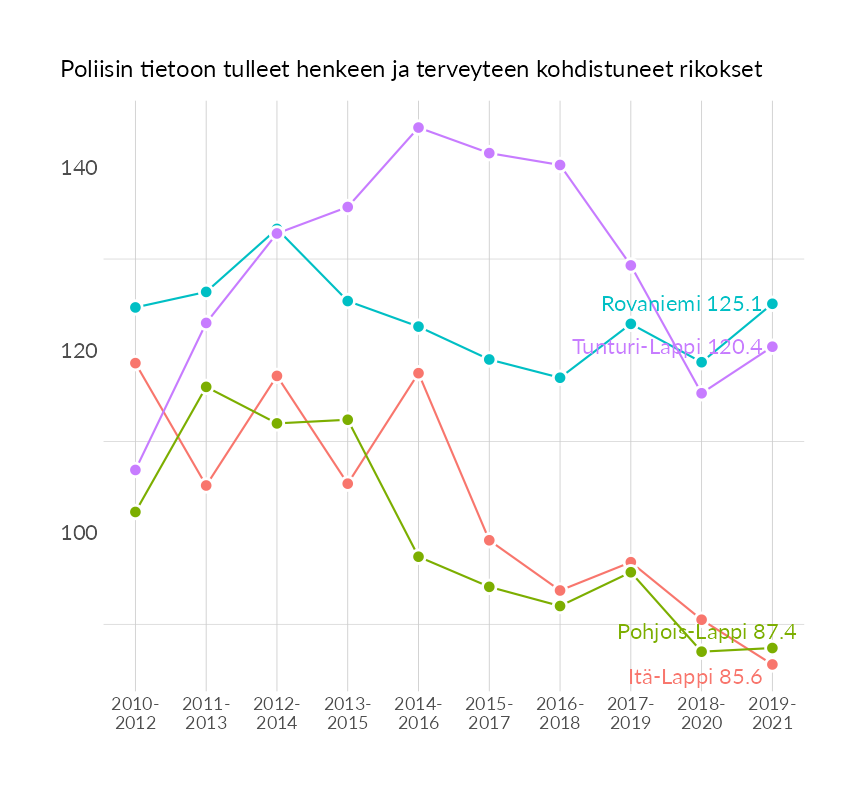 Poliisin tietoon tulleet henkeen ja terveyteen kohdistuneet rikokset
140
120
100
Rovaniemi 125.1
Tunturi-Lappi 120.4
Pohjois-Lappi 87.4
Itä-Lappi 85.6
2010- 2011- 2012- 2013- 2014- 2015- 2016- 2017- 2018- 2019-
2012 2013 2014 2015 2016 2017 2018 2019 2020 2021